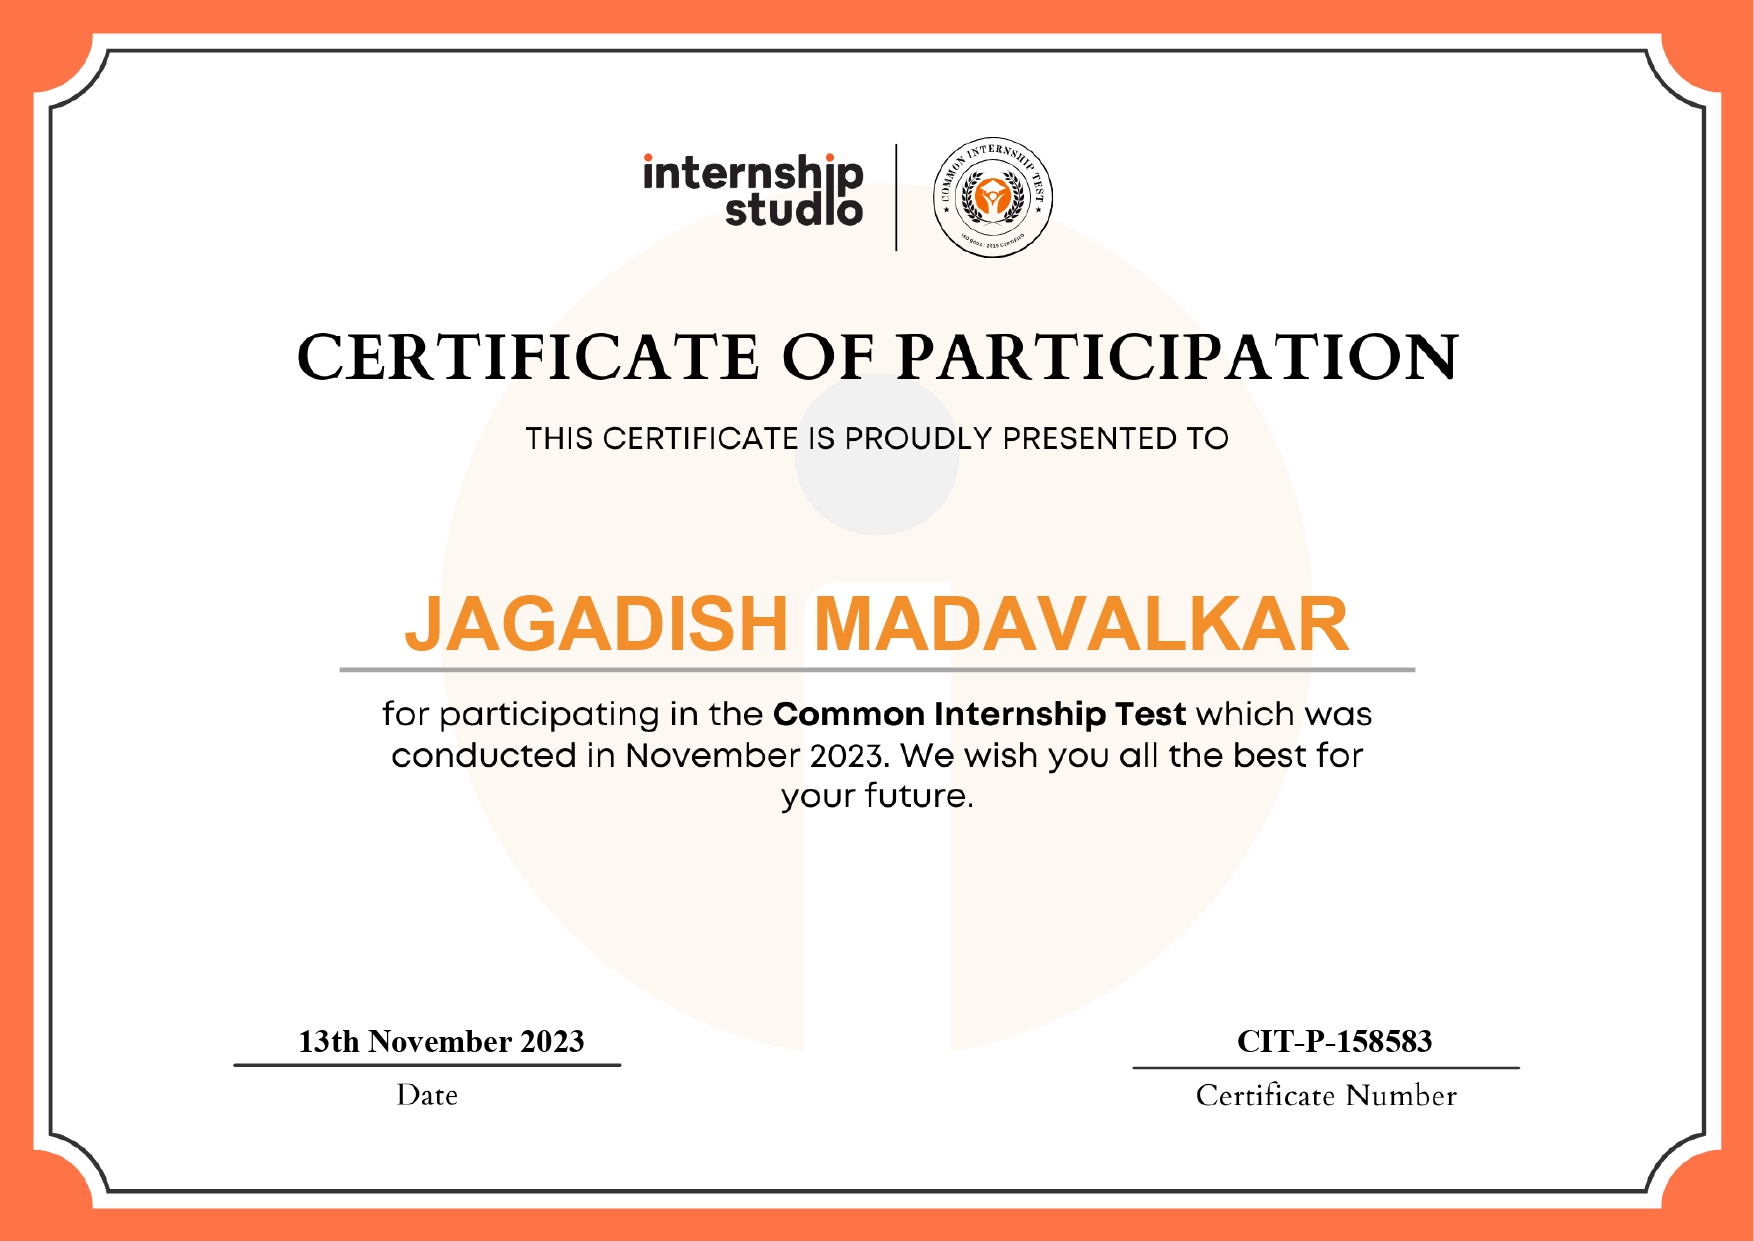 internship
studio
COMMON INTERNSHIP TEST
ISO 9001 : 2015 CERTIFIED
CERTIFICATE OF PARTICIPATION
THIS CERTIFICATE IS PROUDLY PRESENTED TO
JAGADISH MADAVALKAR
for participating in the Common Internship Test which was
conducted in November 2023. We wish you all the best for
your future.
13th November 2023
Date
CIT-P-158583
Certificate Number